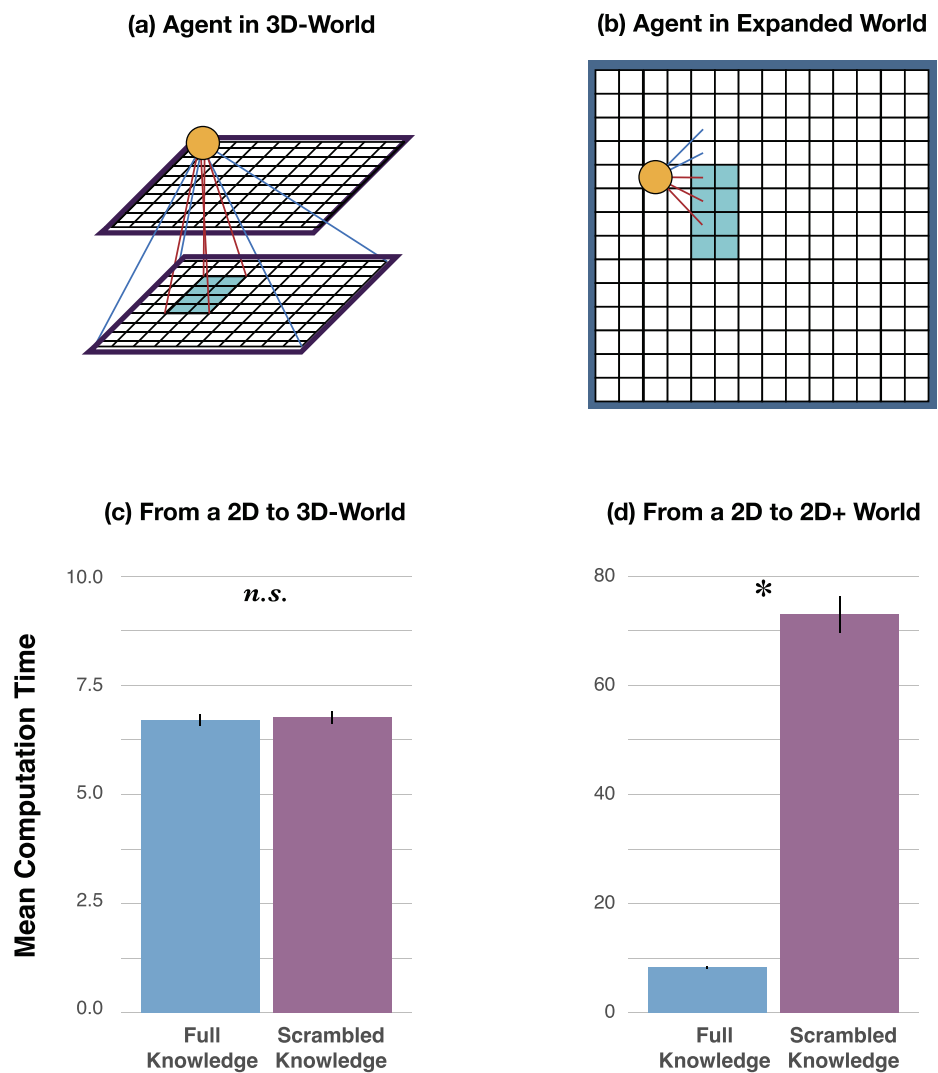 (a) Agent in 3D-World
(b) Agent in Expanded World
(c) From a 2D to 3D-World
Mean Computation Time
10.0
7.5
5.0
2.5
0.0
n.s.
Full
Knowledge
Scrambled
Knowledge
(d) From a 2D to 2D+ World
80
60
40
20
0
*
Full
Knowledge
Scrambled
Knowledge